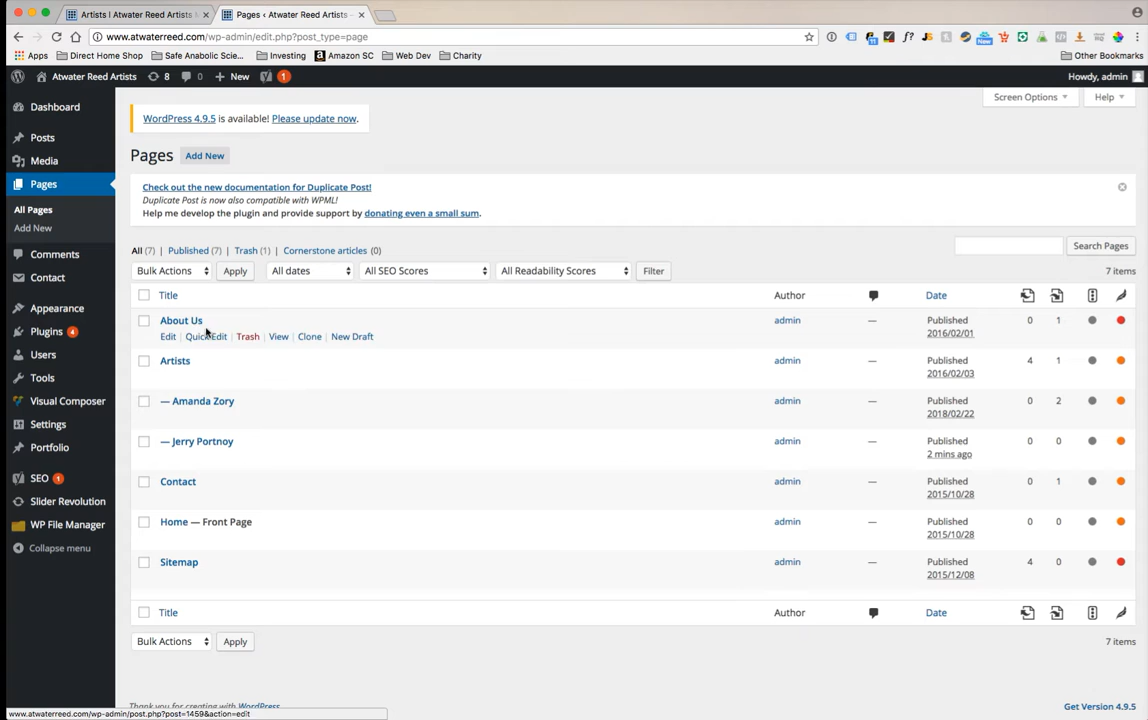 Artists | Atwater Reed Artists
Pages ‹ Atwater Reed Artists –
www.atwaterreed.com/wp-admin/edit.php?post_type=page
Apps Direct Home Shop Safe Anabolic Scie... Investing Amazon SC Web Dev Charity Other Bookmarks
Atwater Reed Artists 8 0 New 1 Howdy, admin
Screen Options Help
Dashboard
Posts
Media
Pages
All Pages
Add New
Comments
Contact
Appearance
Plugins 4
Users
Tools
Visual Composer
Settings
Portfolio
SEO 1
Slider Revolution
WP File Manager
Collapse menu
WordPress 4.9.5 is available! Please update now.
Pages Add New
Check out the new documentation for Duplicate Post!
Duplicate Post is now also compatible with WPML!
Help me develop the plugin and provide support by donating even a small sum.
All (7) | Published (7) | Trash (1) | Cornerstone articles (0)
Search Pages
Bulk Actions Apply All dates All SEO Scores All Readability Scores Filter 7 items
Title Author Date
About Us admin — Published 0 1
Edit | Quick Edit | Trash | View | Clone | New Draft 2016/02/01
Artists admin — Published 4 1
2016/02/03
— Amanda Zory admin — Published 0 2
2018/02/22
— Jerry Portnoy admin — Published 0 0
2 mins ago
Contact admin — Published 0 1
2015/10/28
Home — Front Page admin — Published 0 0
2015/10/28
Sitemap admin — Published 4 0
2015/12/08
Title Author Date
Bulk Actions Apply 7 items
Thank you for creating with WordPress
Get Version 4.9.5
www.atwaterreed.com/wp-admin/post.php?post=1459&action=edit